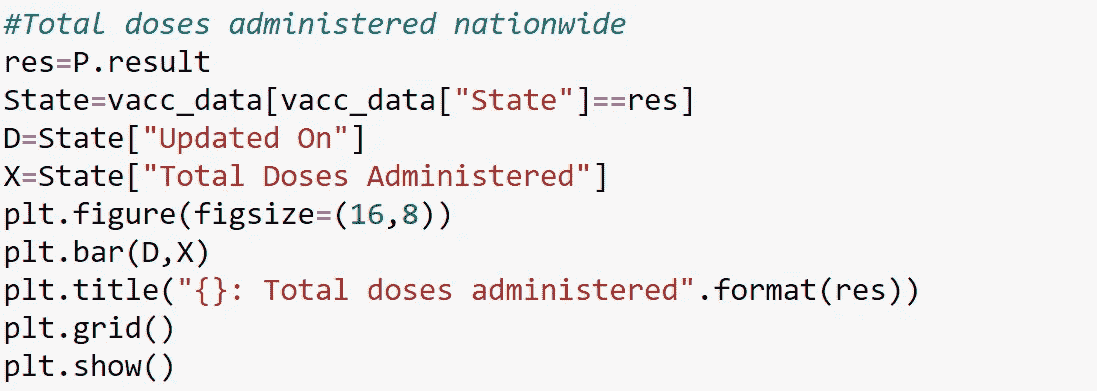 #Total doses administered nationwide
res=P.result
State=vacc_data[vacc_data["State"]==res]
D=State["Updated On"]
X=State["Total Doses Administered"]
plt.figure(figsize=(16,8))
plt.bar(D,X)
plt.title("{}: Total doses administered".format(res))
plt.grid()
plt.show()